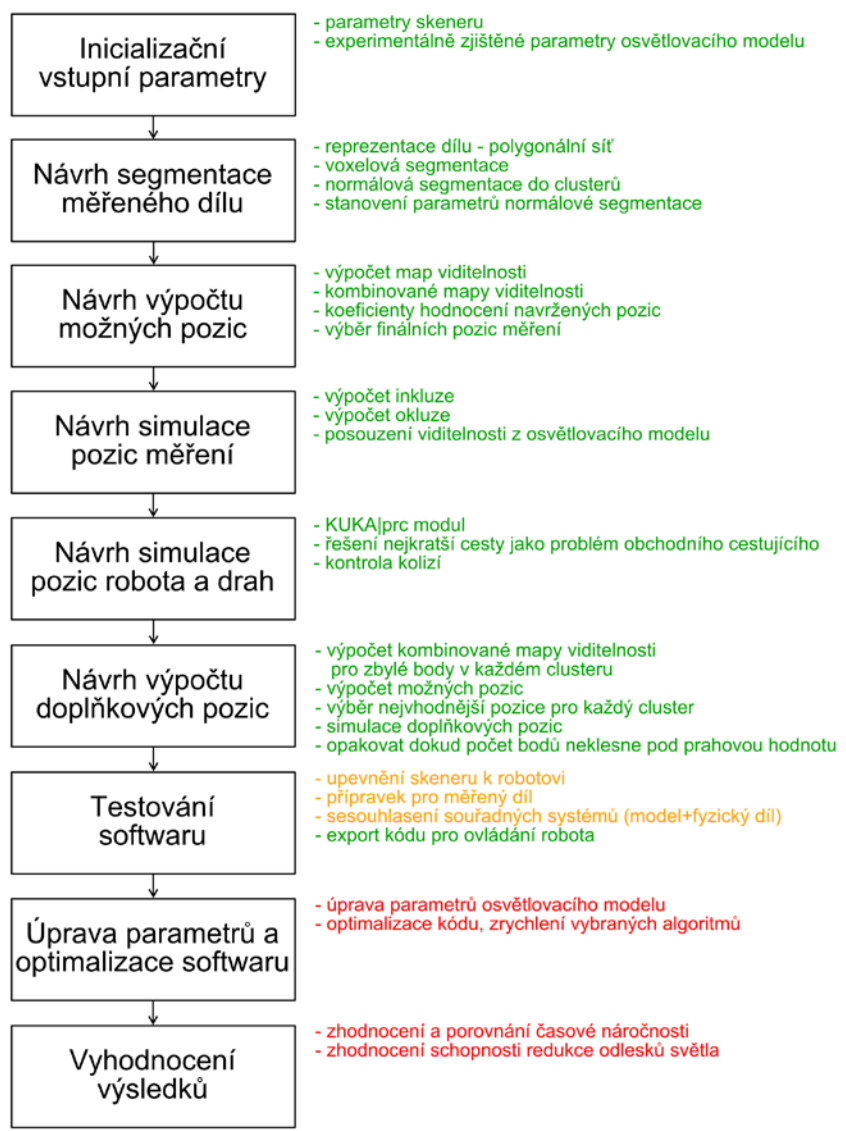 Inicializační
vstupní parametry
- parametry skeneru
- experimentálně zjištěné parametry osvětlovacího modelu
Návrh segmentace
měřeného dílu
- reprezentace dílu - polygonální síť
- voxelová segmentace
- normálová segmentace do clusterů
- stanovení parametrů normálové segmentace
Návrh výpočtu
možných pozic
- výpočet map viditelnosti
- kombinované mapy viditelnosti
- koeficienty hodnocení navržených pozic
- výběr finálních pozic měření
Návrh simulace
pozic měření
- výpočet inkluze
- výpočet okluze
- posouzení viditelnosti z osvětlovacího modelu
Návrh simulace
pozic robota a drah
- KUKA|prc modul
- řešení nejkratší cesty jako problém obchodního cestujícího
- kontrola kolizí
Návrh výpočtu
doplňkových pozic
- výpočet kombinované mapy viditelnosti
pro zbylé body v každém clusteru
- výpočet možných pozic
- výběr nejvhodnější pozice pro každý cluster
- simulace doplňkových pozic
- opakovat dokud počet bodů neklesne pod prahovou hodnotu
Testování
softwaru
- upevnění skeneru k robotovi
- přípravek pro měřený díl
- sesouhlasení souřadných systémů (model+fyzický díl)
- export kódu pro ovládání robota
Úprava parametrů a
optimalizace softwaru
- úprava parametrů osvětlovacího modelu
- optimalizace kódu, zrychlení vybraných algoritmů
Vyhodnocení
výsledků
- zhodnocení a porovnání časové náročnosti
- zhodnocení schopnosti redukce odlesků světla